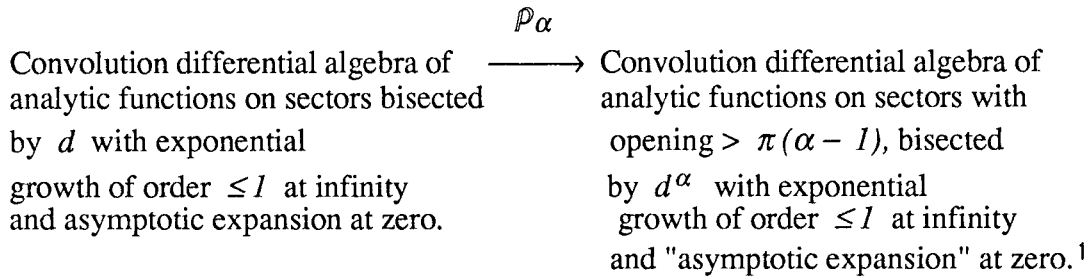 ℙα
Convolution differential algebra of ⟶ Convolution differential algebra of
analytic functions on sectors bisected analytic functions on sectors with
by d with exponential opening > π(α − 1), bisected
by d^α with exponential
growth of order ≤ 1 at infinity growth of order ≤ 1 at infinity
and asymptotic expansion at zero.
and "asymptotic expansion" at zero.¹